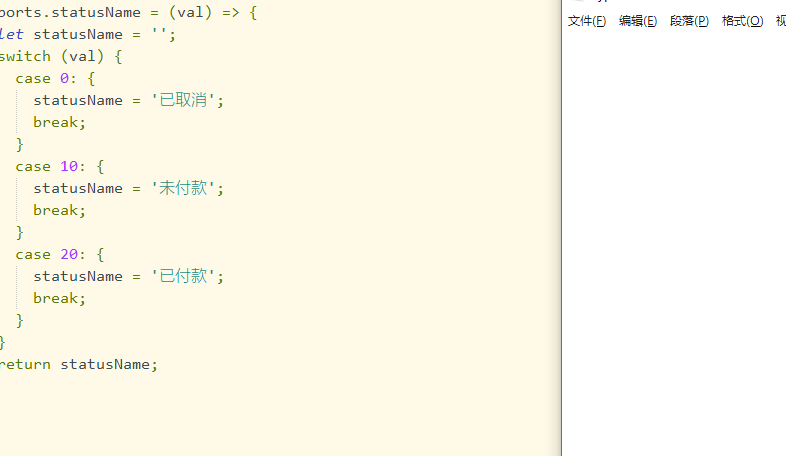 ports.statusName = (val) => {
let statusName = '';
switch (val) {
case 0: {
statusName = '已取消';
break;
}
case 10: {
statusName = '未付款';
break;
}
case 20: {
statusName = '已付款';
break;
}
}
return statusName;
文件(F) 编辑(E) 段落(P) 格式(O) 视